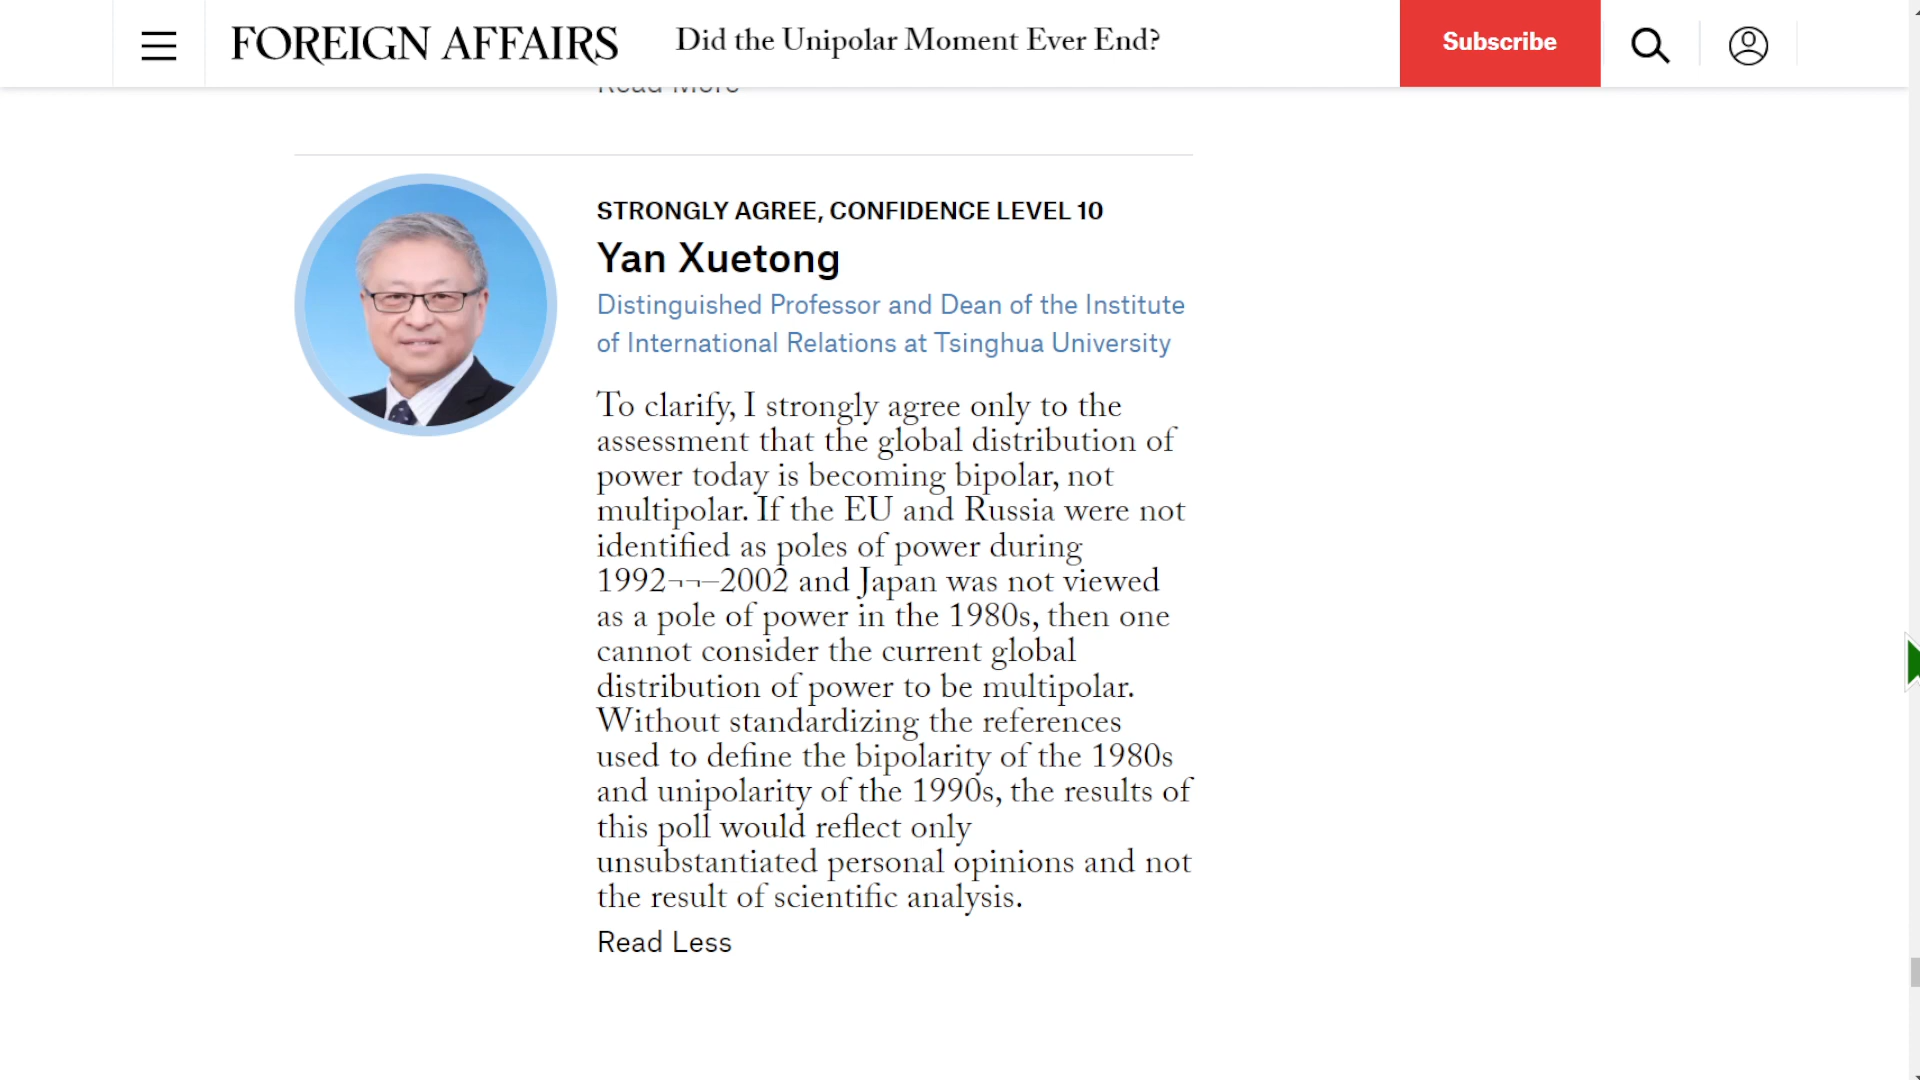 FOREIGN AFFAIRS
Did the Unipolar Moment Ever End?
Subscribe
Read More
STRONGLY AGREE, CONFIDENCE LEVEL 10
Yan Xuetong
Distinguished Professor and Dean of the Institute
of International Relations at Tsinghua University
To clarify, I strongly agree only to the
assessment that the global distribution of
power today is becoming bipolar, not
multipolar. If the EU and Russia were not
identified as poles of power during
1992¬¬–2002 and Japan was not viewed
as a pole of power in the 1980s, then one
cannot consider the current global
distribution of power to be multipolar.
Without standardizing the references
used to define the bipolarity of the 1980s
and unipolarity of the 1990s, the results of
this poll would reflect only
unsubstantiated personal opinions and not
the result of scientific analysis.
Read Less